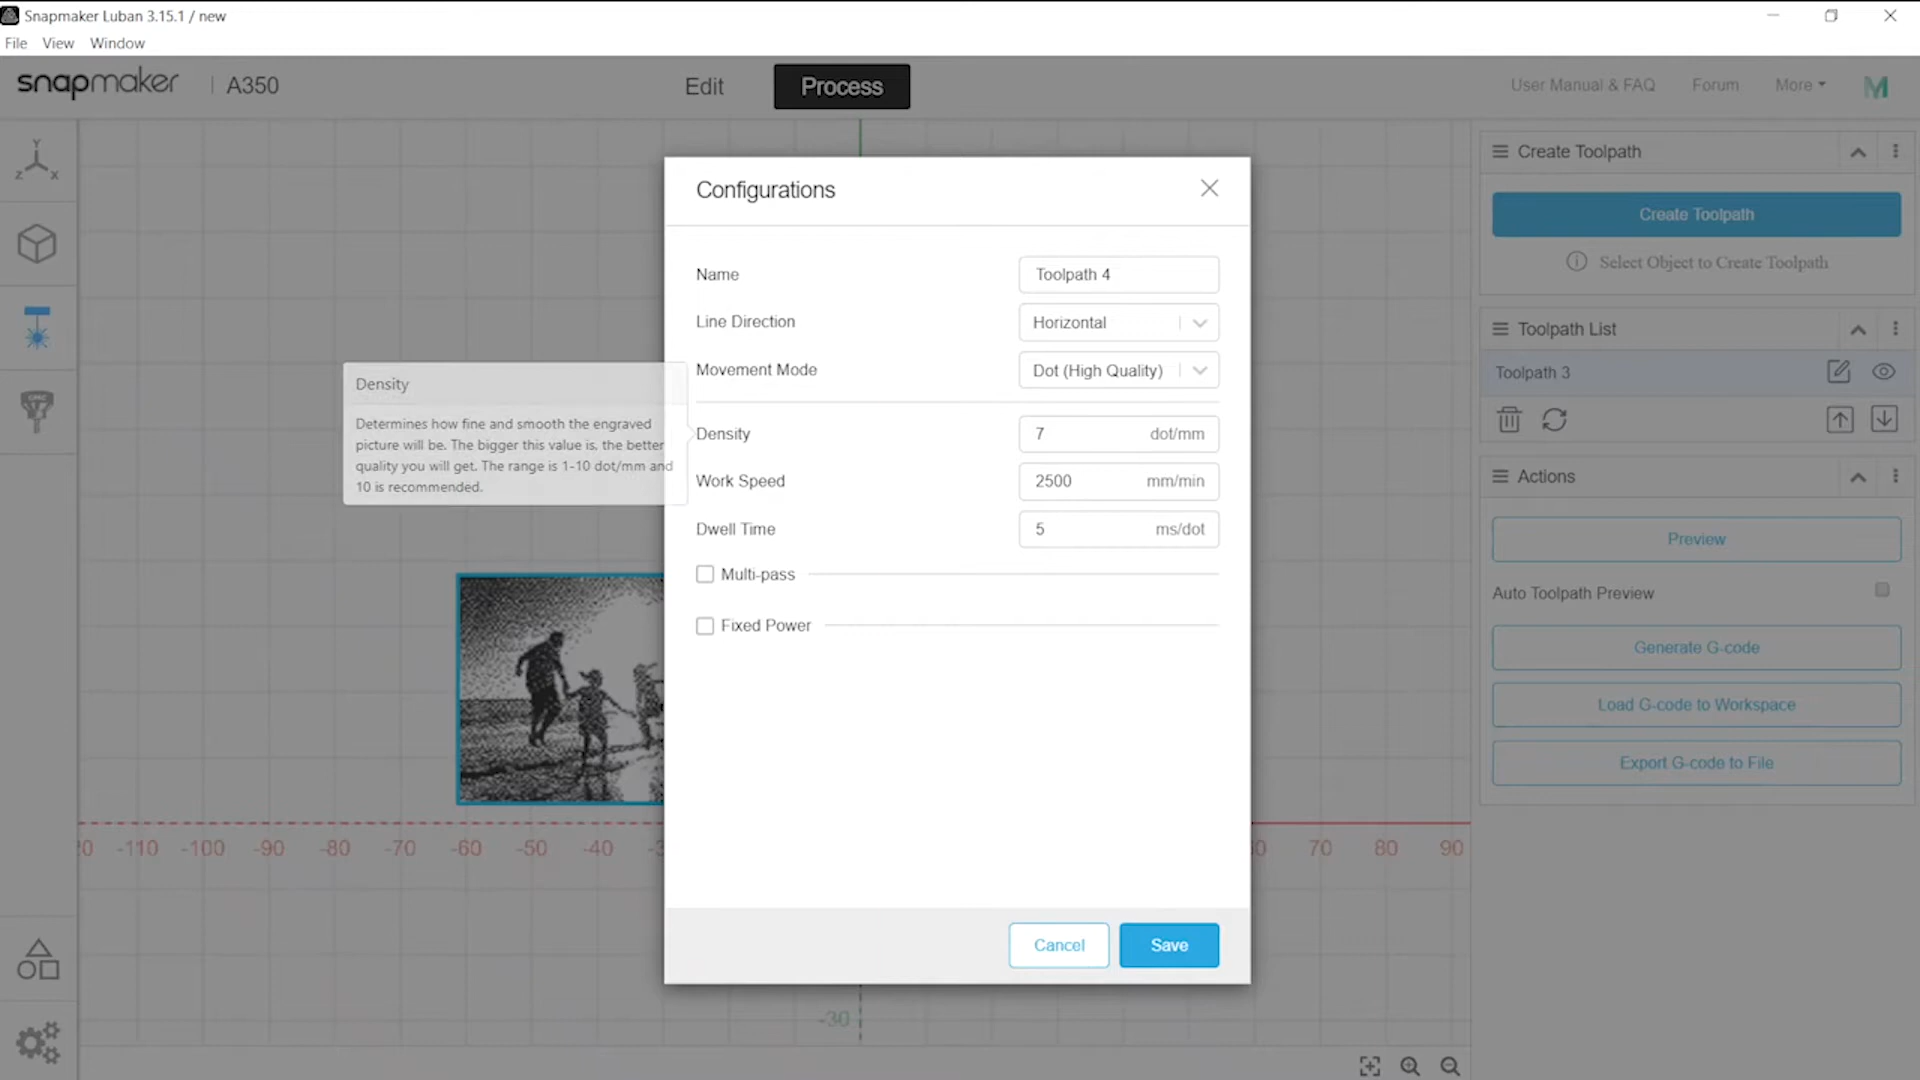 Snapmaker Luban 3.15.1 / new
File View Window
snapmaker | A350
Edit
Process
User Manual & FAQ
Forum
More
Configurations
Name
Toolpath 4
Line Direction
Horizontal
Movement Mode
Dot (High Quality)
Density
7 dot/mm
Work Speed
2500 mm/min
Dwell Time
5 ms/dot
Multi-pass
Fixed Power
Cancel
Save
Density
Determines how fine and smooth the engraved
picture will be. The bigger this value is, the better
quality you will get. The range is 1-10 dot/mm and
10 is recommended.
Create Toolpath
Create Toolpath
Select Object to Create Toolpath
Toolpath List
Toolpath 3
Actions
Preview
Auto Toolpath Preview
Generate G-code
Load G-code to Workspace
Export G-code to File
Y
Z X
CNC
-110 -100 -90 -80 -70 -60 -50 -40 70 80 90
-30